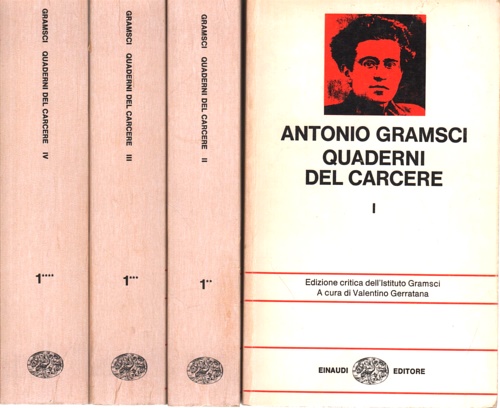 GRAMSCI QUADERNI DEL CARCERE IV
1****
GRAMSCI QUADERNI DEL CARCERE III
1***
GRAMSCI QUADERNI DEL CARCERE II
1**
ANTONIO GRAMSCI
QUADERNI
DEL CARCERE
I
Edizione critica dell'Istituto Gramsci
A cura di Valentino Gerratana
EINAUDI EDITORE